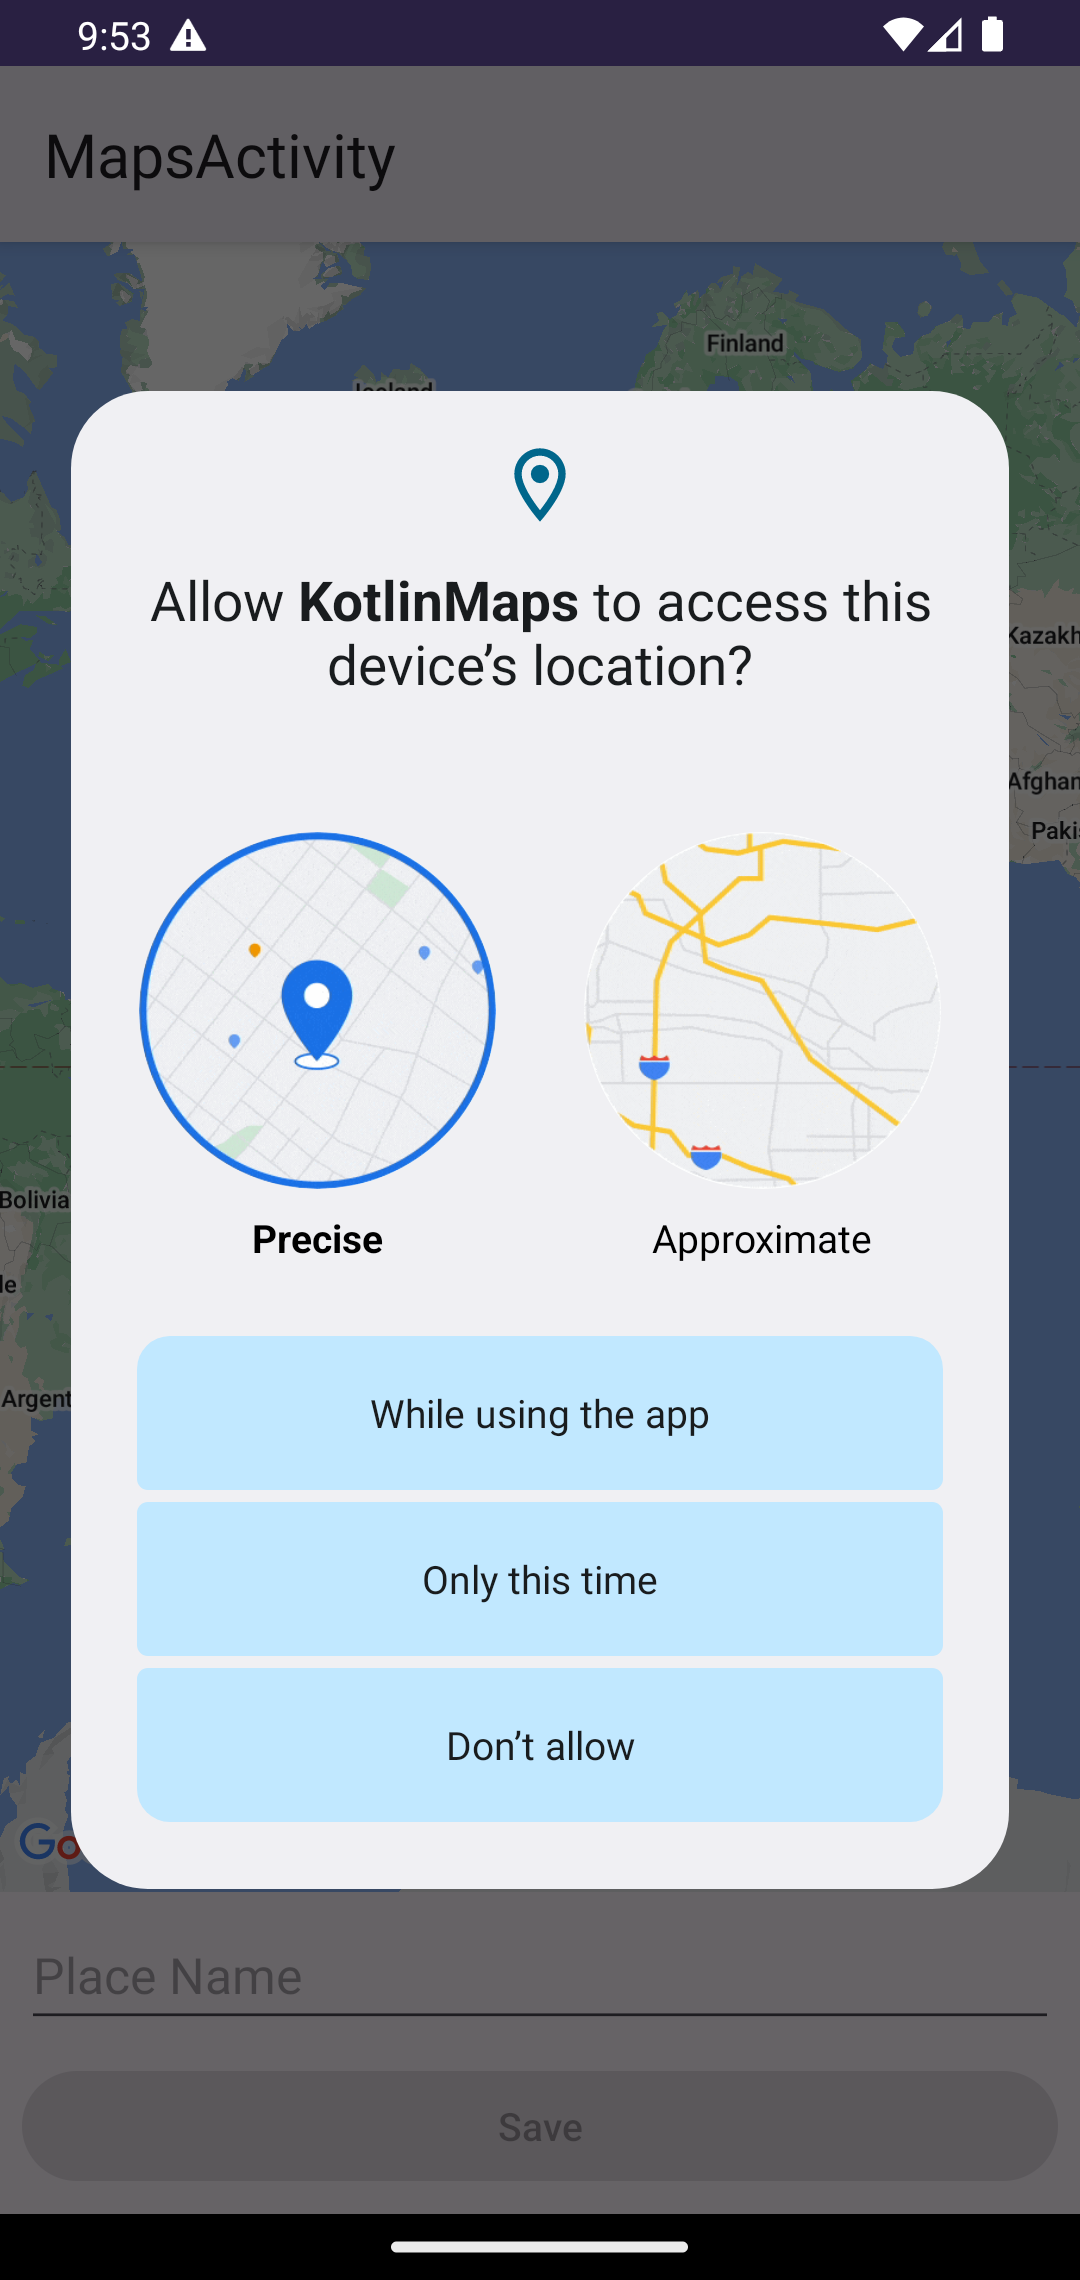 9:53
MapsActivity
Finland
Iceland
Allow KotlinMaps to access this
device’s location?
Kazakh
Afghan
Pakis
Precise
Approximate
Bolivia
le
Argent
While using the app
Only this time
Don’t allow
Go
Place Name
Save